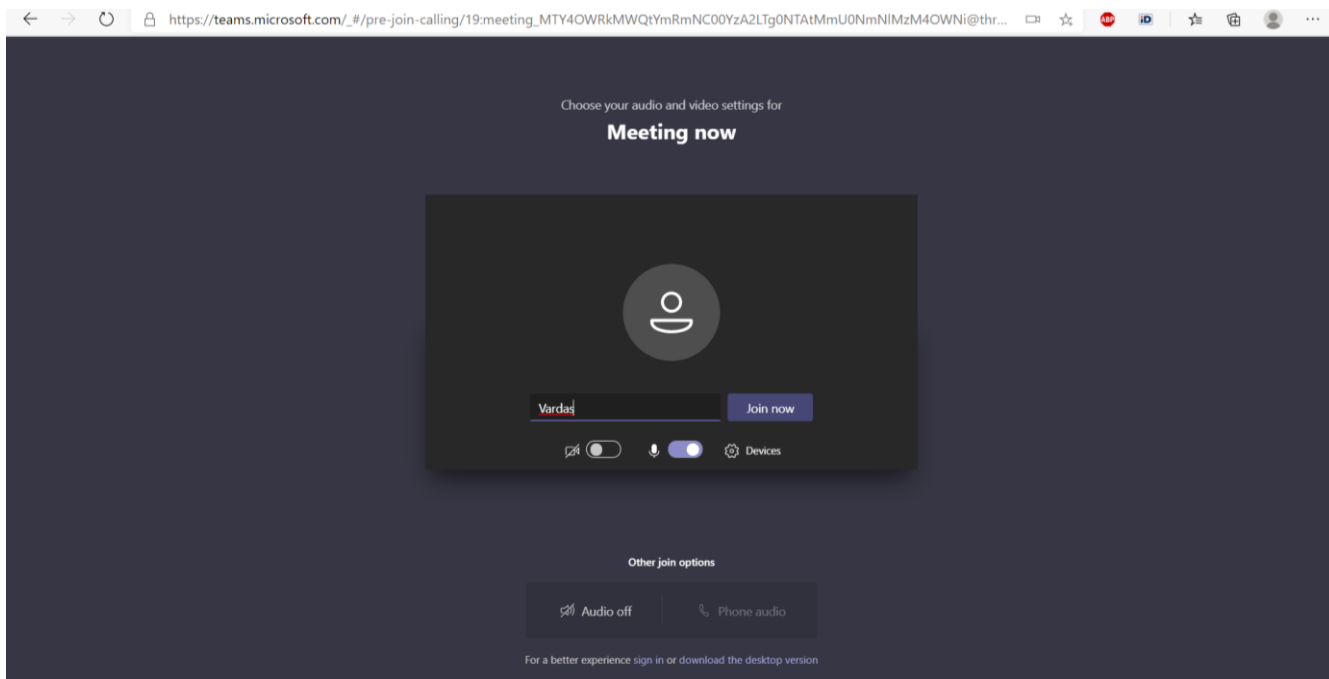 https://teams.microsoft.com/_#/pre-join-calling/19:meeting_MTY4OWRkMWQtYmRmNC00YzA2LTg0NTAtMmU0NmNlMzM4OWNi@thr...
ABP
iD
Choose your audio and video settings for
Meeting now
Vardas
Join now
Devices
Other join options
Audio off
Phone audio
For a better experience sign in or download the desktop version